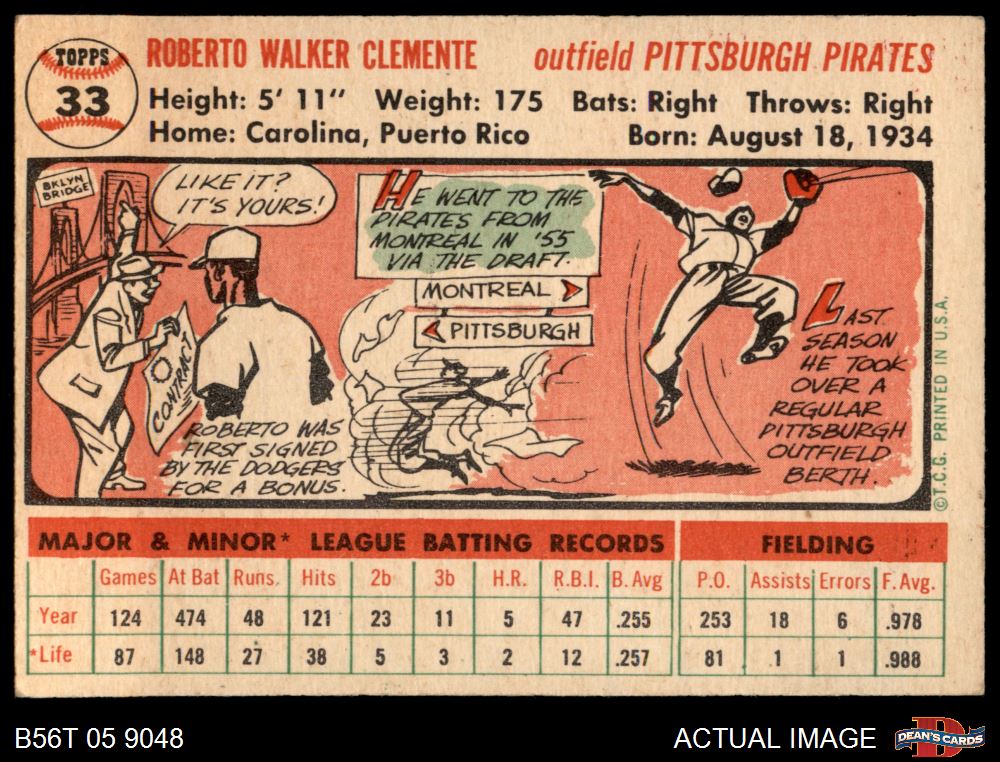 TOPPS
33
ROBERTO WALKER CLEMENTE outfield PITTSBURGH PIRATES
Height: 5' 11" Weight: 175 Bats: Right Throws: Right
Home: Carolina, Puerto Rico Born: August 18, 1934
BKLYN
BRIDGE
LIKE IT?
IT'S YOURS!
CONTRACT
ROBERTO WAS
FIRST SIGNED
BY THE DODGERS
FOR A BONUS.
HE WENT TO THE
PIRATES FROM
MONTREAL IN '55
VIA THE DRAFT.
MONTREAL
PITTSBURGH
LAST
SEASON
HE TOOK
OVER A
REGULAR
PITTSBURGH
OUTFIELD
BERTH.
©T.C.G. PRINTED IN U.S.A.
MAJOR & MINOR* LEAGUE BATTING RECORDS FIELDING
Games At Bat Runs. Hits 2b 3b H.R. R.B.I. B. Avg P.O. Assists Errors F. Avg.
Year 124 474 48 121 23 11 5 47 .255 253 18 6 .978
*Life 87 148 27 38 5 3 2 12 .257 81 1 1 .988
B56T 05 9048 ACTUAL IMAGE DEAN'S CARDS